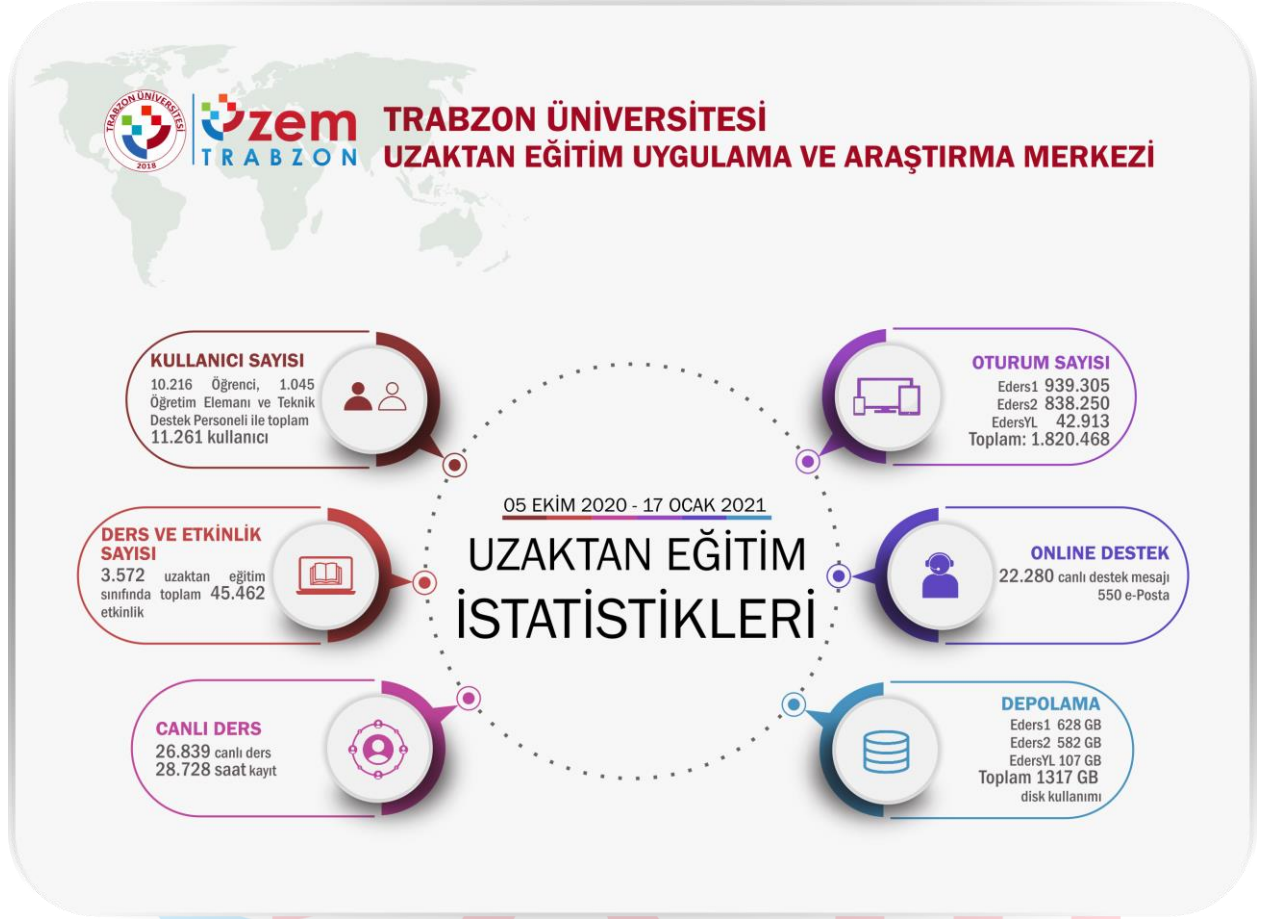 TRABZON ÜNİVERSİTESİ
2018
üzem
TRABZON
TRABZON ÜNİVERSİTESİ
UZAKTAN EĞİTİM UYGULAMA VE ARAŞTIRMA MERKEZİ
KULLANICI SAYISI
10.216 Öğrenci, 1.045
Öğretim Elemanı ve Teknik
Destek Personeli ile toplam
11.261 kullanıcı
DERS VE ETKİNLİK
SAYISI
3.572 uzaktan eğitim
sınıfında toplam 45.462
etkinlik
CANLI DERS
26.839 canlı ders
28.728 saat kayıt
05 EKİM 2020 - 17 OCAK 2021
UZAKTAN EĞİTİM
İSTATİSTİKLERİ
OTURUM SAYISI
Eders1 939.305
Eders2 838.250
EdersYL 42.913
Toplam: 1.820.468
ONLINE DESTEK
22.280 canlı destek mesajı
550 e-Posta
DEPOLAMA
Eders1 628 GB
Eders2 582 GB
EdersYL 107 GB
Toplam 1317 GB
disk kullanımı